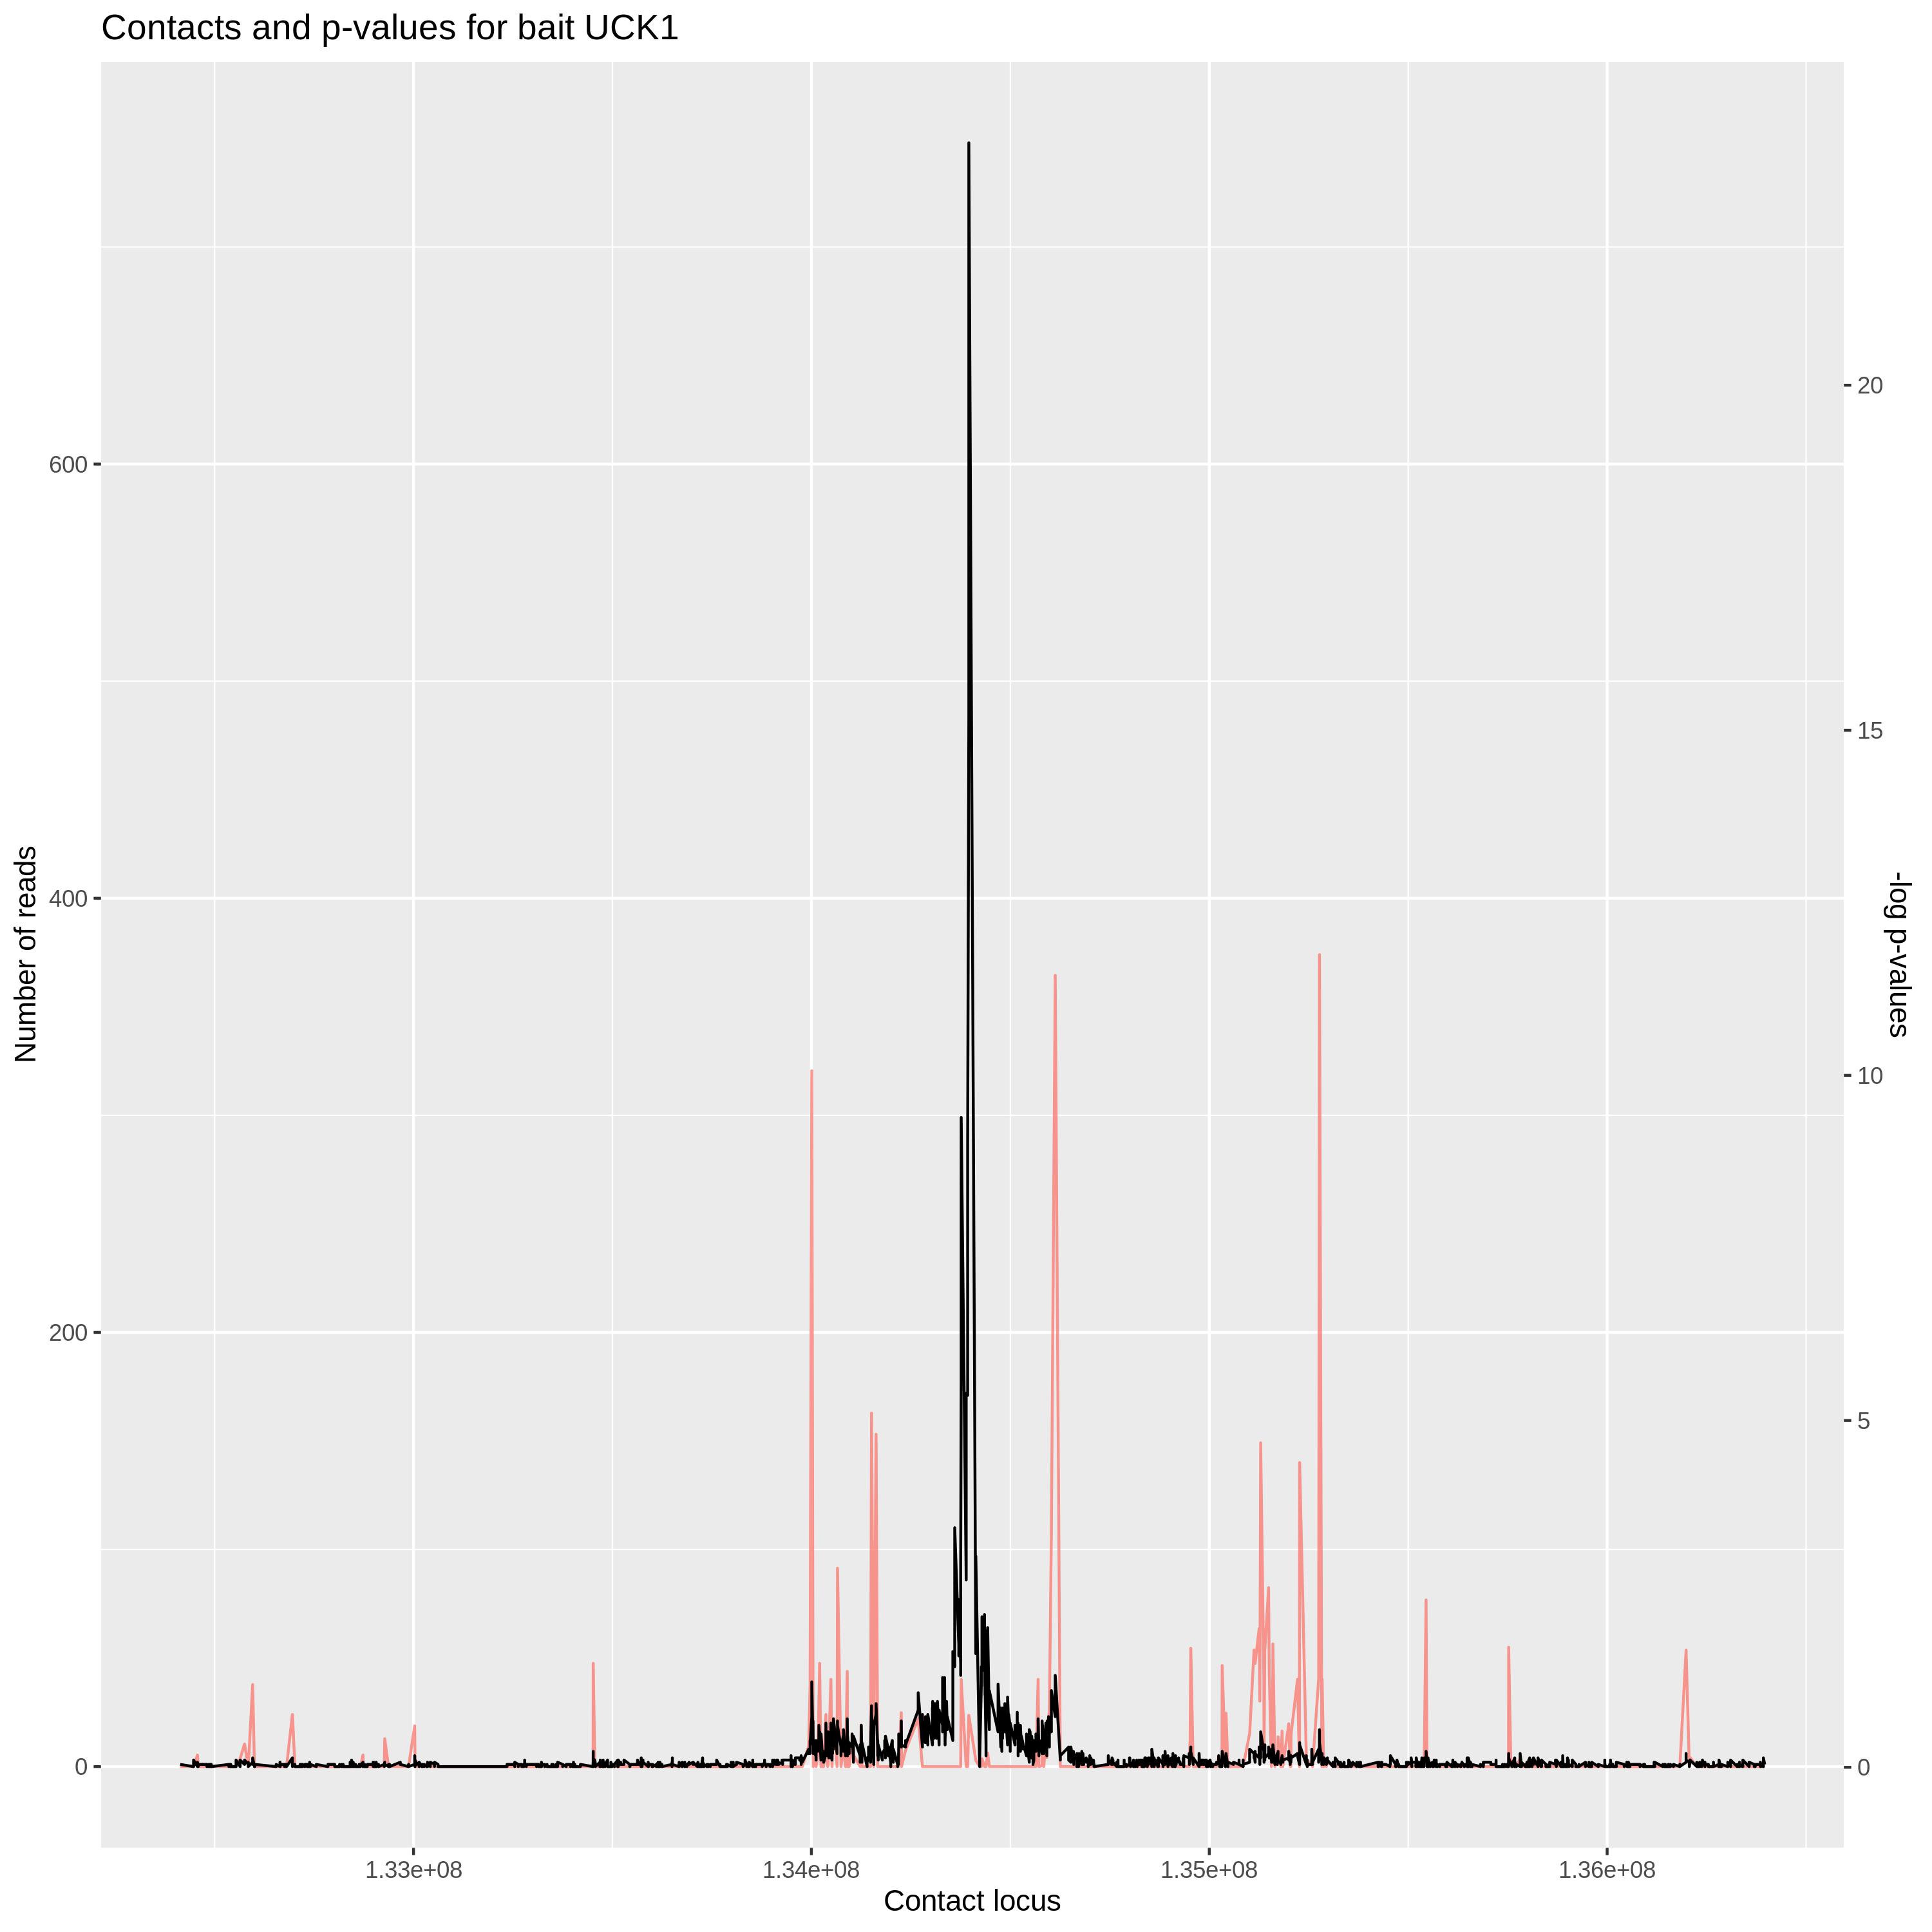 Contacts and p-values for bait UCK1
Number of reads
600
400
200
0
-log p-values
20
15
10
5
0
1.33e+08
1.34e+08
1.35e+08
1.36e+08
Contact locus